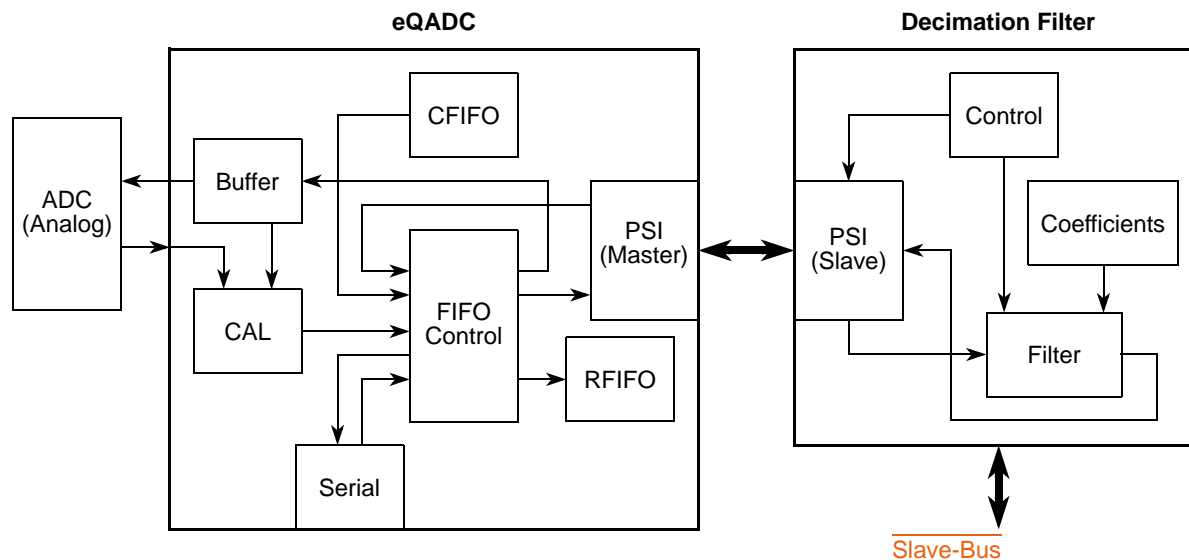 eQADC
Decimation Filter
CFIFO
Control
ADC
(Analog)
Buffer
PSI
(Master)
PSI
(Slave)
Coefficients
CAL
FIFO
Control
Filter
RFIFO
Serial
Slave-Bus